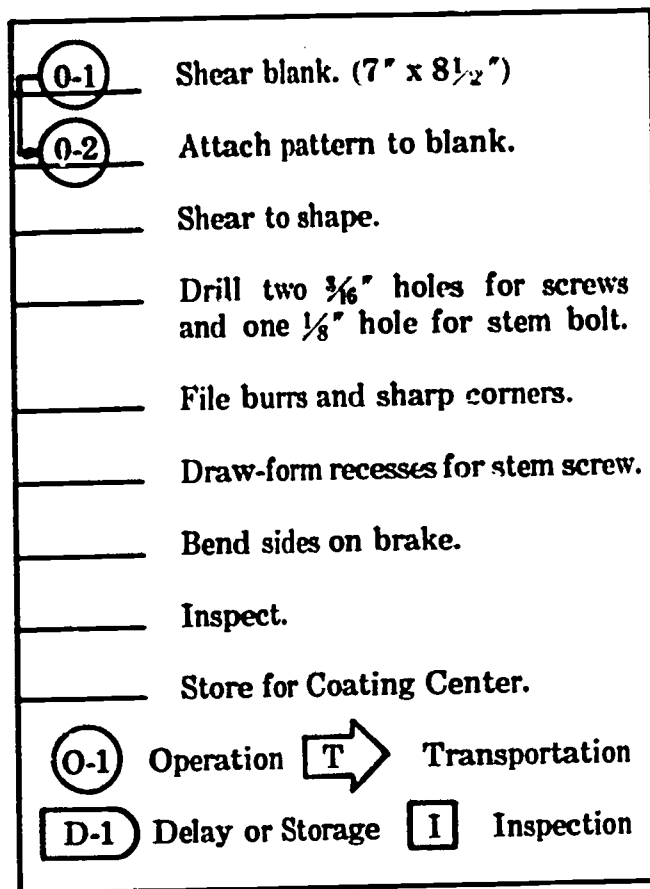 O-1 Shear blank. (7" x 8½")
O-2 Attach pattern to blank.
Shear to shape.
Drill two 3/16" holes for screws
and one ⅛" hole for stem bolt.
File burrs and sharp corners.
Draw-form recesses for stem screw.
Bend sides on brake.
Inspect.
Store for Coating Center.
O-1 Operation T Transportation
D-1 Delay or Storage I Inspection